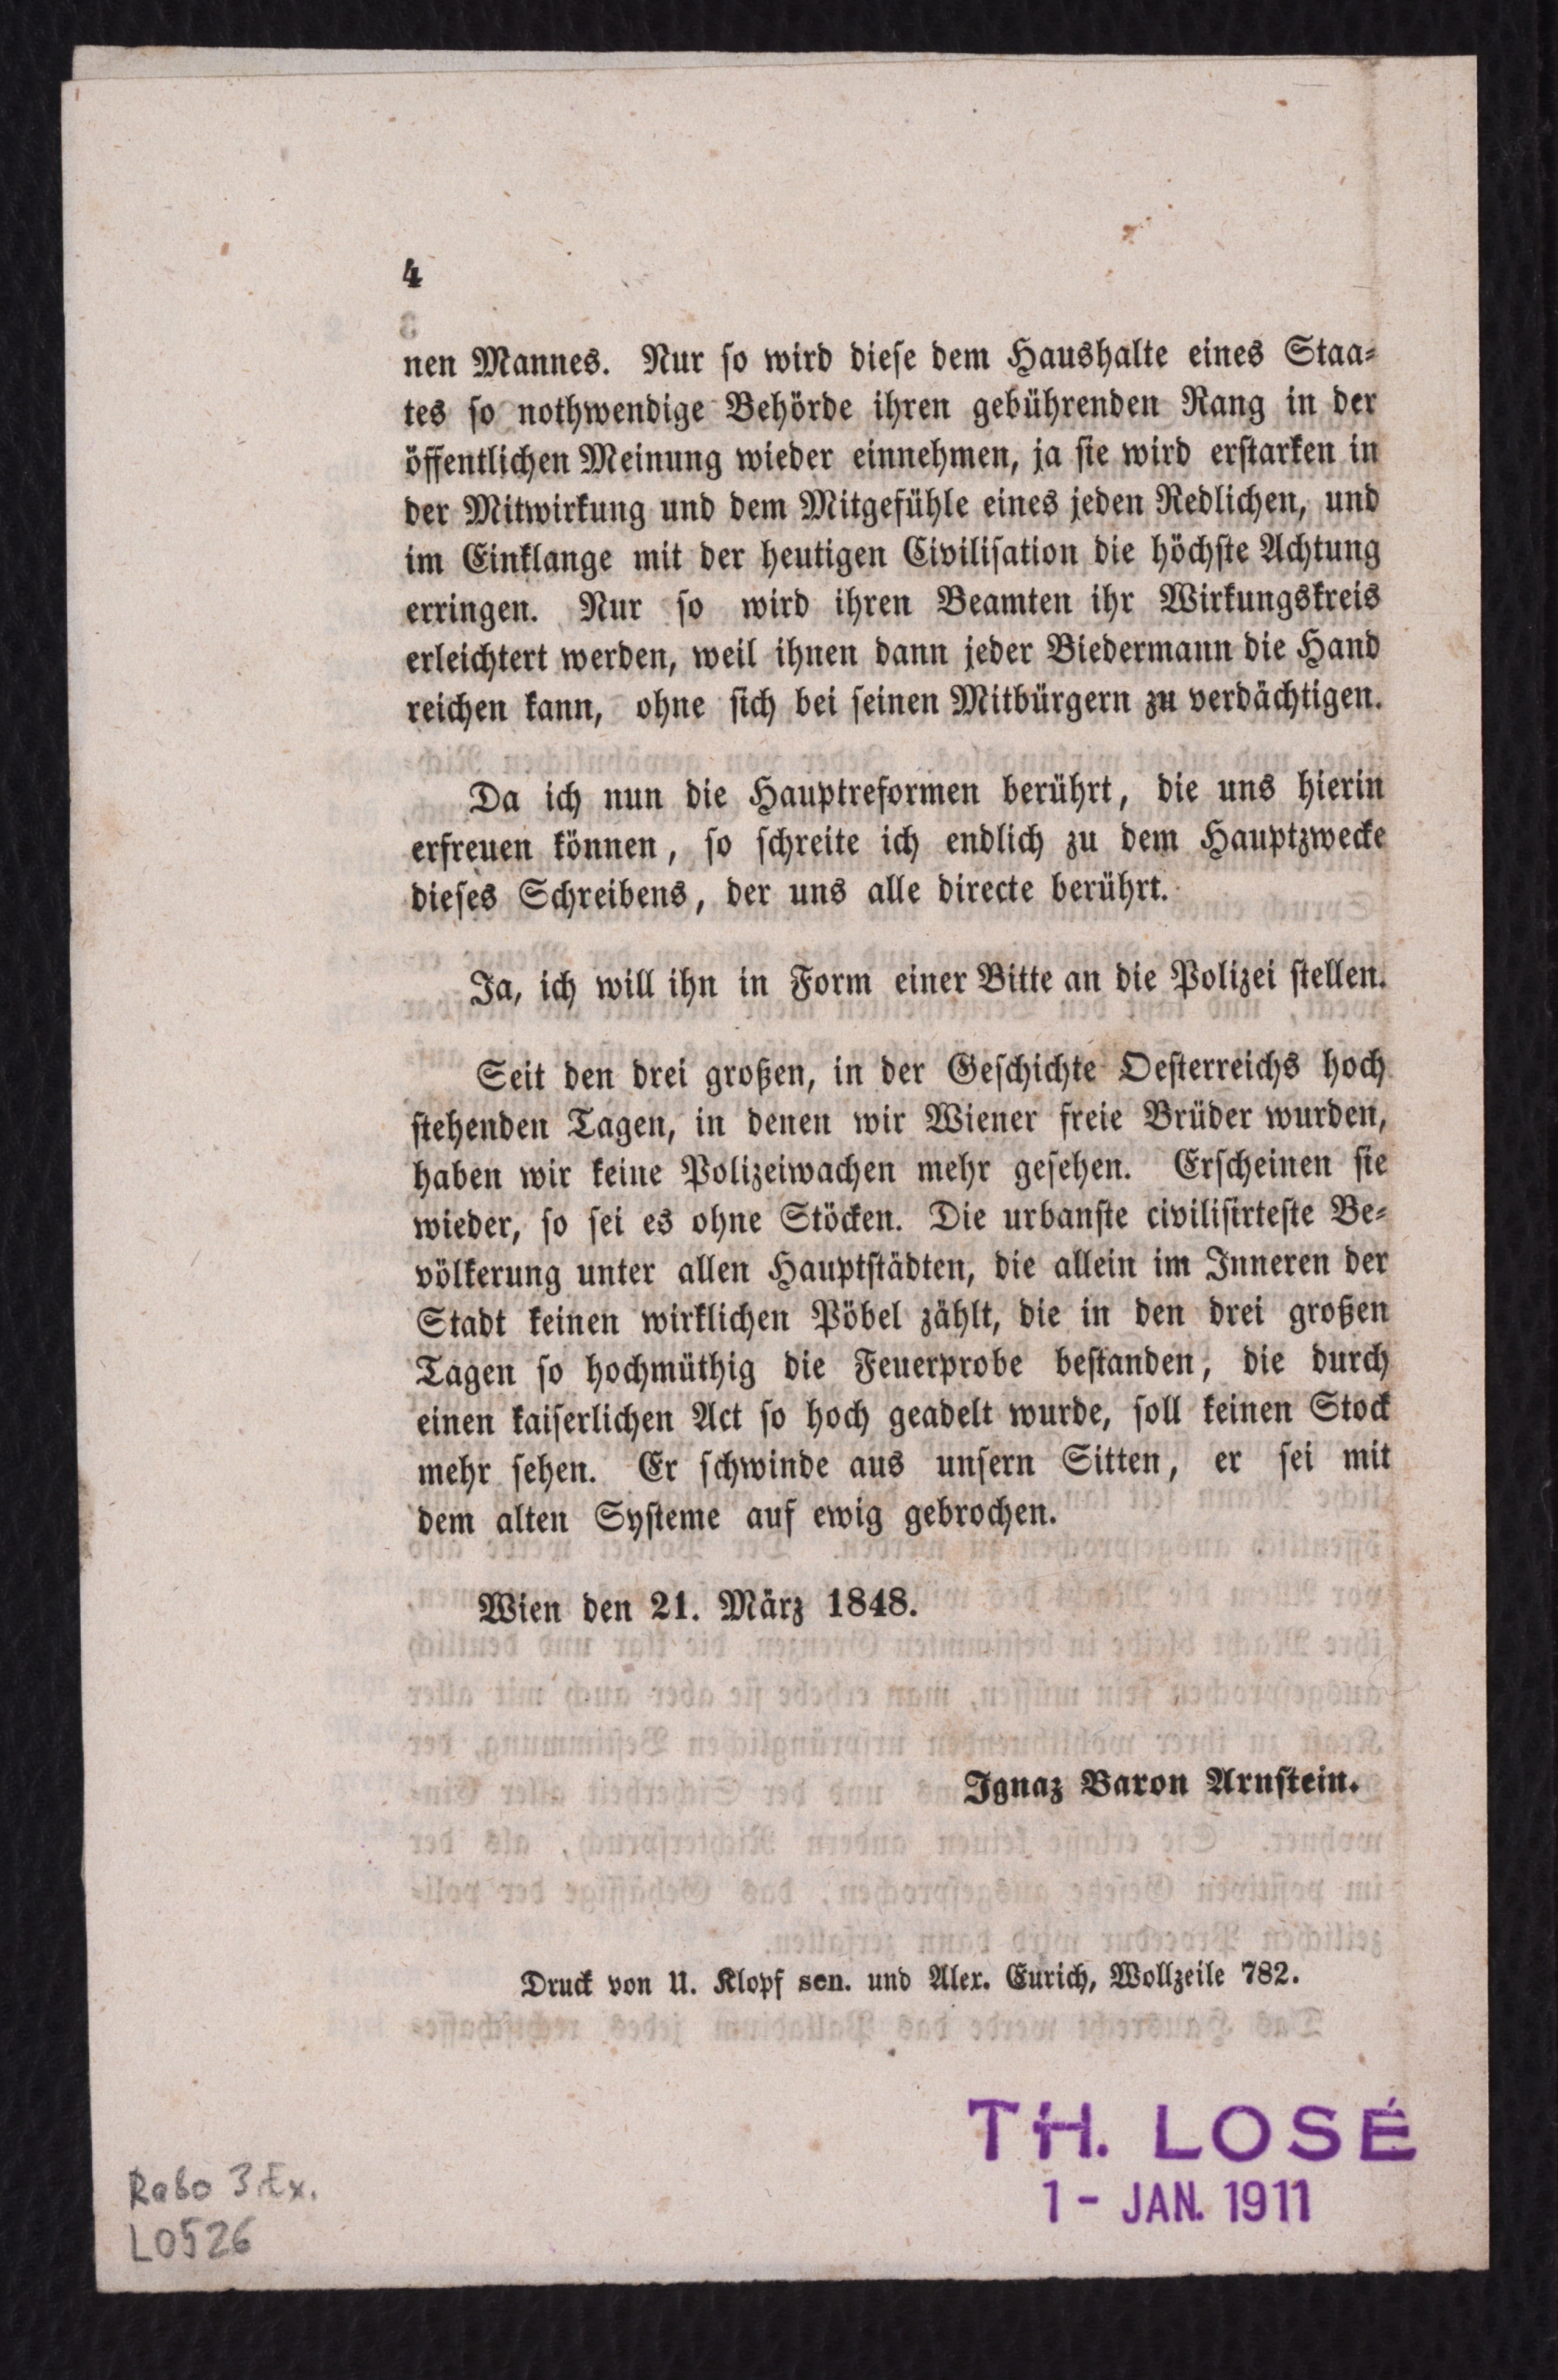 4
nen Mannes. Nur so wird diese dem Haushalte eines Staa-
tes so nothwendige Behörde ihren gebührenden Rang in der
öffentlichen Meinung wieder einnehmen, ja sie wird erstarken in
der Mitwirkung und dem Mitgefühle eines jeden Redlichen, und
im Einklange mit der heutigen Civilisation die höchste Achtung
erringen. Nur so wird ihren Beamten ihr Wirkungskreis
erleichtert werden, weil ihnen dann jeder Biedermann die Hand
reichen kann, ohne sich bei seinen Mitbürgern zu verdächtigen.
Da ich nun die Hauptreformen berührt, die uns hierin
erfreuen können, so schreite ich endlich zu dem Hauptzwecke
dieses Schreibens, der uns alle directe berührt.
Ja, ich will ihn in Form einer Bitte an die Polizei stellen.
Seit den drei großen, in der Geschichte Oesterreichs hoch
stehenden Tagen, in denen wir Wiener freie Brüder wurden,
haben wir keine Polizeiwachen mehr gesehen. Erscheinen sie
wieder, so sei es ohne Stöcken. Die urbanste civilisirteste Be-
völkerung unter allen Hauptstädten, die allein im Inneren der
Stadt keinen wirklichen Pöbel zählt, die in den drei großen
Tagen so hochmüthig die Feuerprobe bestanden, die durch
einen kaiserlichen Act so hoch geadelt wurde, soll keinen Stock
mehr sehen. Er schwinde aus unsern Sitten, er sei mit
dem alten Systeme auf ewig gebrochen.
Wien den 21. März 1848.
Ignaz Baron Arnstein.
Druck von U. Klopf sen. und Alex. Eurich, Wollzeile 782.
TH. LOSÉ
1 - JAN. 1911
Rabo 3 Ex.
L0526